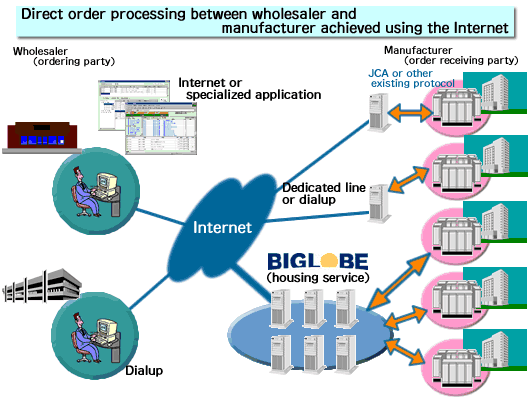 Direct order processing between wholesaler and
manufacturer achieved using the Internet
Wholesaler
(ordering party)
Internet or
specialized application
Manufacturer
(order receiving party)
JCA or other
existing protocol
Dedicated line
or dialup
Internet
BIGLOBE
(housing service)
Dialup